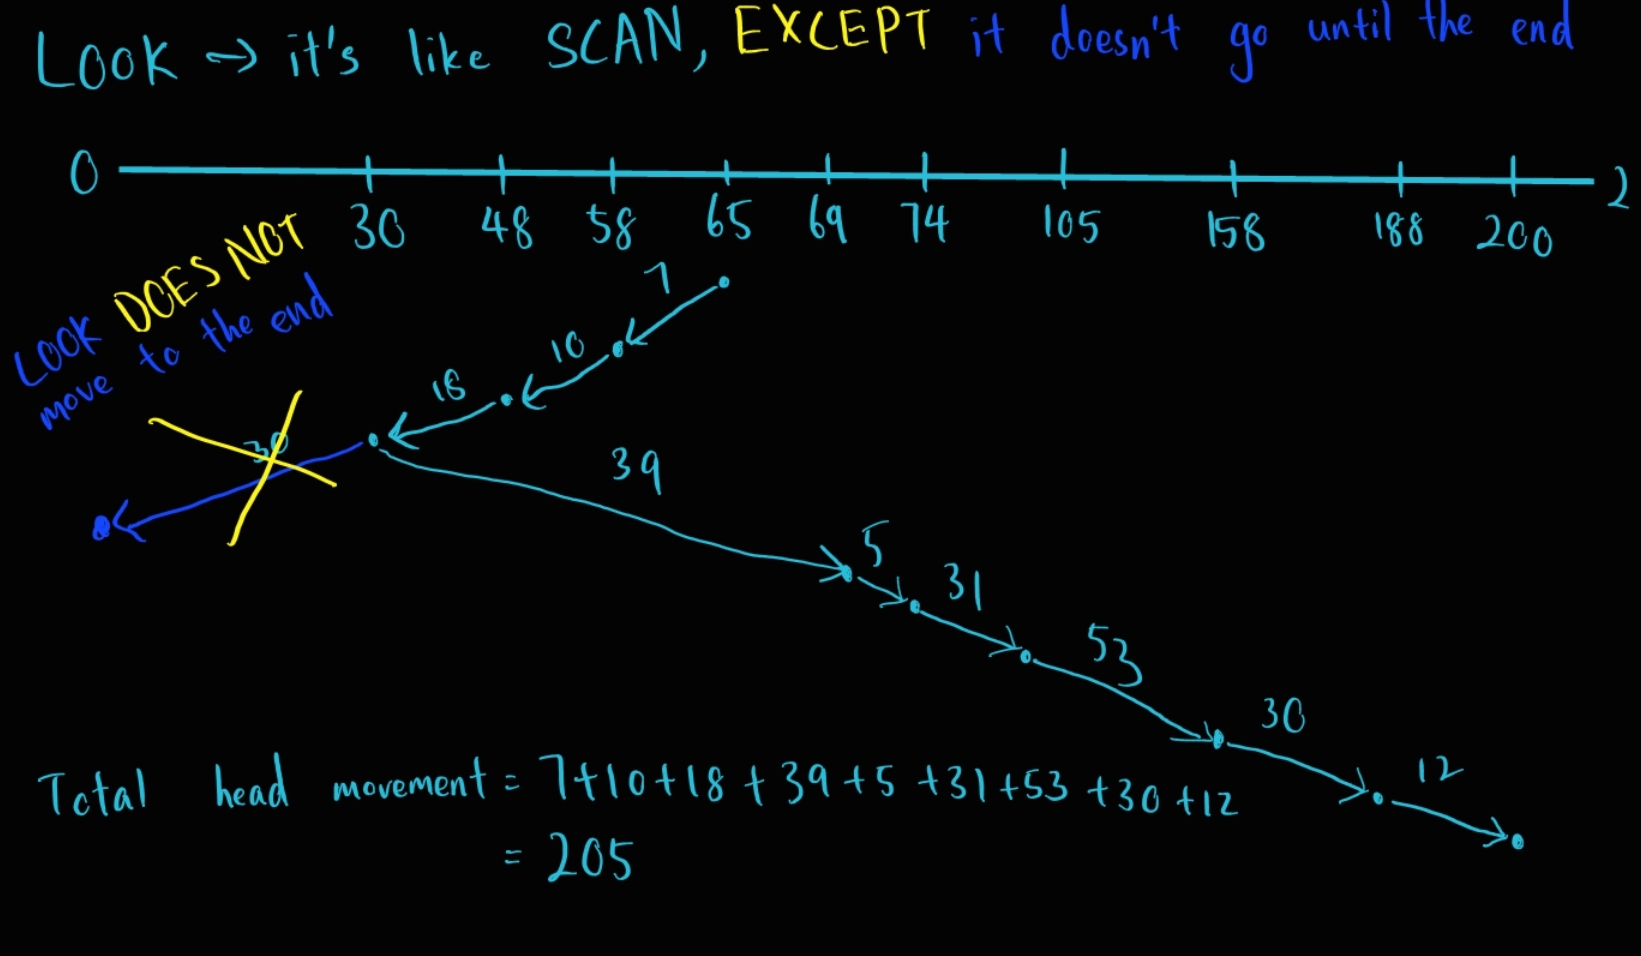 LOOK → it's like SCAN, EXCEPT it doesn't go until the end
0 30 48 58 65 69 74 105 158 188 200 2
LOOK DOES NOT
move to the end
7
10
18
30
39
5
31
53
30
12
Total head movement = 7+10+18+39+5+31+53+30+12
= 205